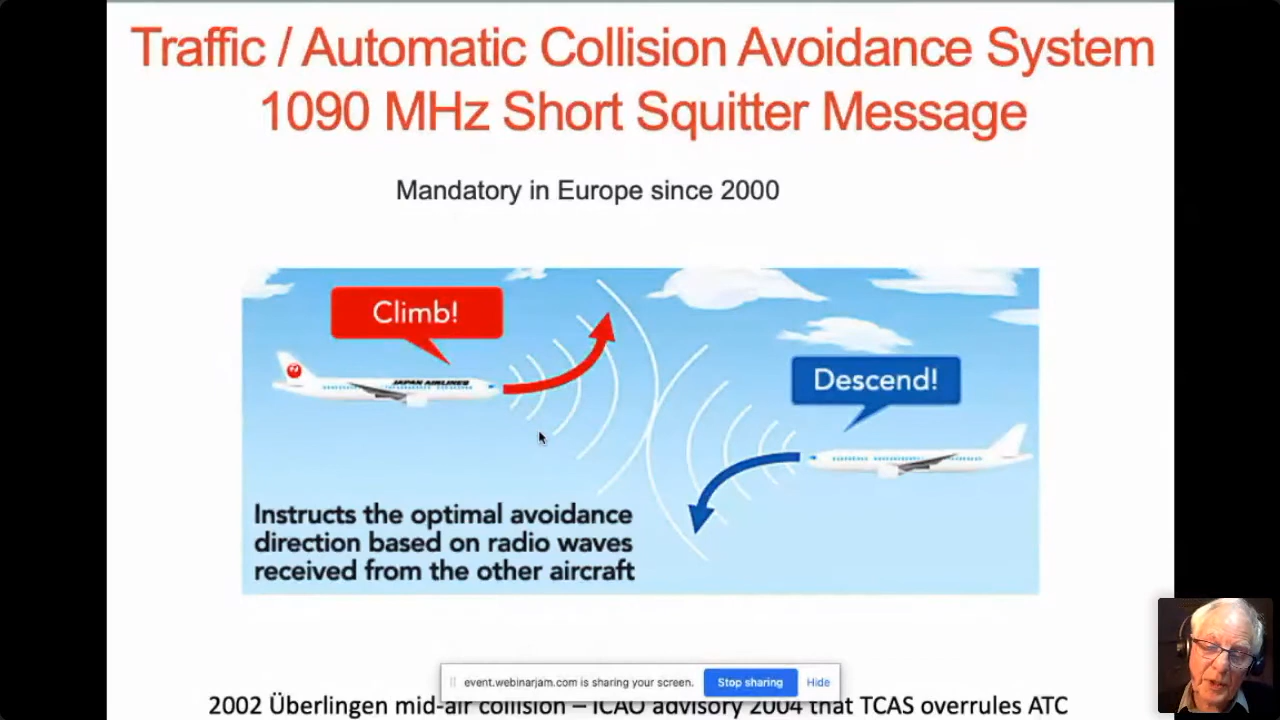 Traffic / Automatic Collision Avoidance System
1090 MHz Short Squitter Message
Mandatory in Europe since 2000
Climb!
JAPAN AIRLINES
Descend!
Instructs the optimal avoidance
direction based on radio waves
received from the other aircraft
event.webinarjam.com is sharing your screen. Stop sharing Hide
2002 Überlingen mid-air collision – ICAO advisory 2004 that TCAS overrules ATC